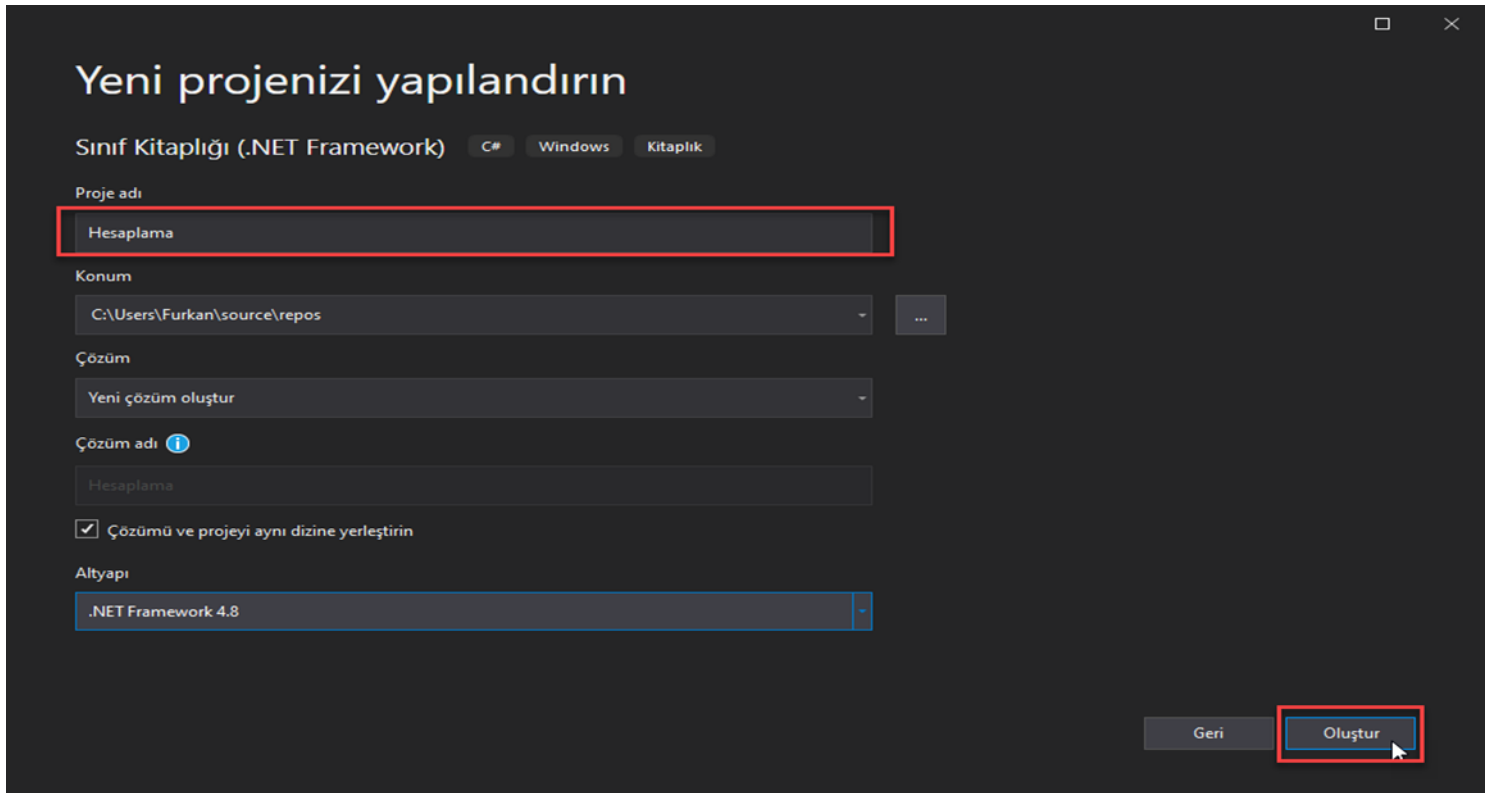 Yeni projenizi yapılandırın
Sınıf Kitaplığı (.NET Framework) C# Windows Kitaplık
Proje adı
Hesaplama
Konum
C:\Users\Furkan\source\repos ...
Çözüm
Yeni çözüm oluştur
Çözüm adı
Hesaplama
Çözümü ve projeyi aynı dizine yerleştirin
Altyapı
.NET Framework 4.8
Geri Oluştur